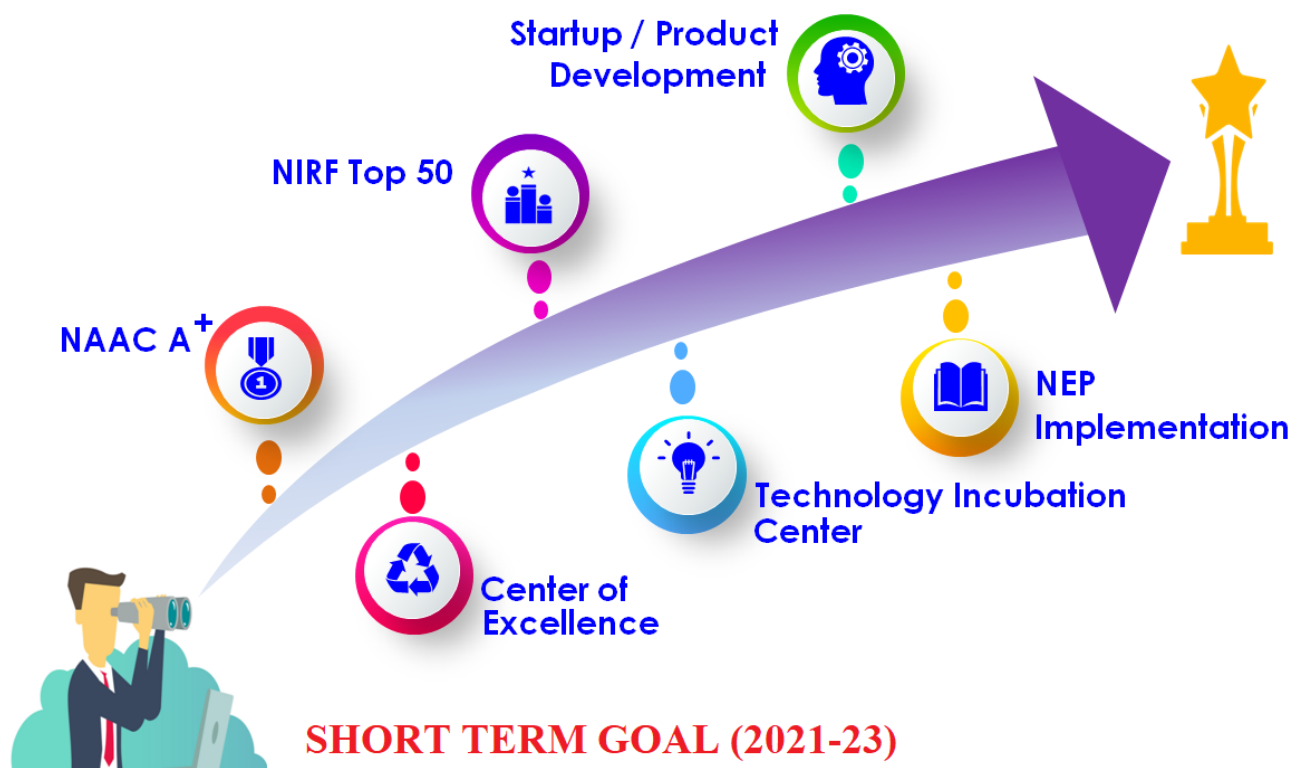 Startup / Product
Development
NIRF Top 50
NAAC A+
1
NEP
Implementation
Technology Incubation
Center
Center of
Excellence
SHORT TERM GOAL (2021-23)